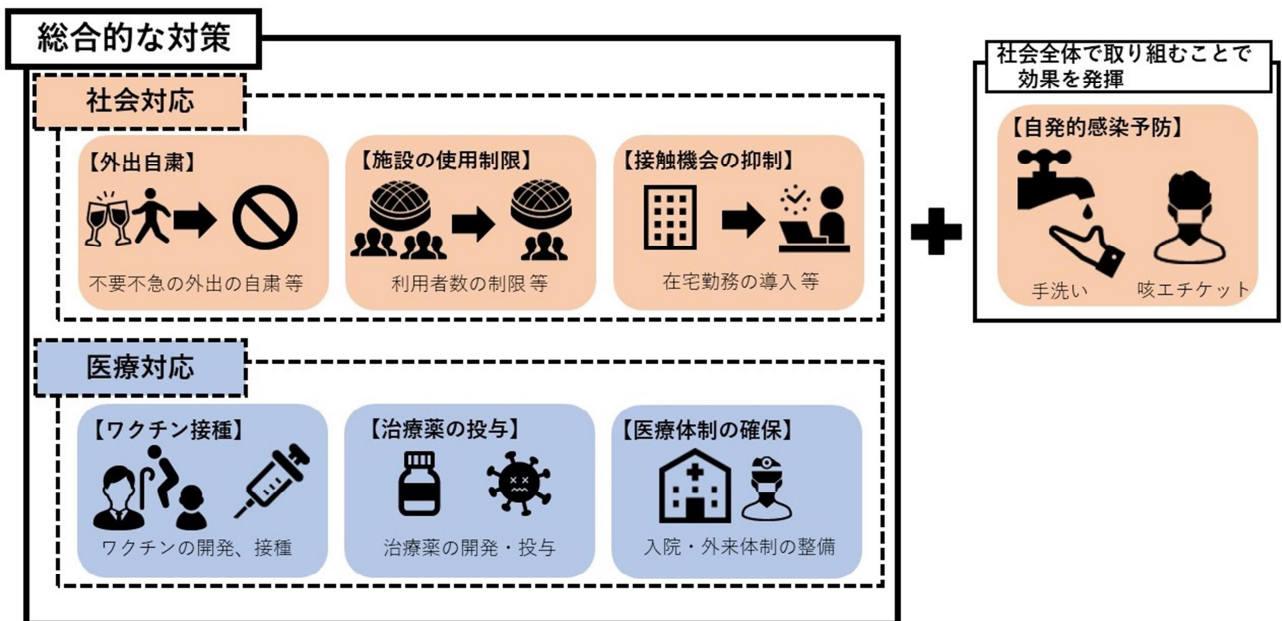 総合的な対策
社会対応
【外出自粛】
不要不急の外出の自粛 等
【施設の使用制限】
利用者数の制限 等
【接触機会の抑制】
在宅勤務の導入 等
医療対応
【ワクチン接種】
ワクチンの開発、接種
【治療薬の投与】
治療薬の開発・投与
【医療体制の確保】
入院・外来体制の整備
社会全体で取り組むことで
効果を発揮
【自発的感染予防】
手洗い
咳エチケット